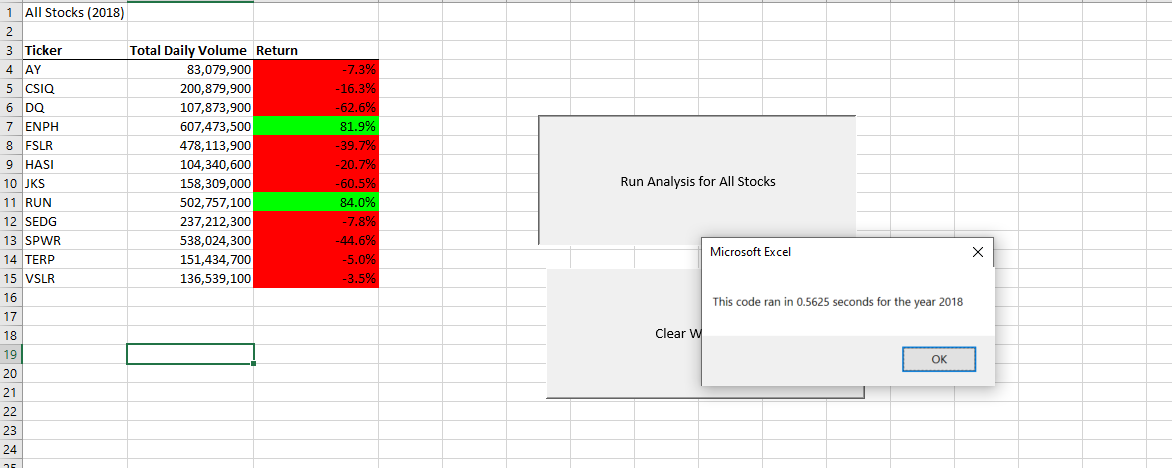 1 All Stocks (2018)
2
3 Ticker Total Daily Volume Return
4 AY 83,079,900 -7.3%
5 CSIQ 200,879,900 -16.3%
6 DQ 107,873,900 -62.6%
7 ENPH 607,473,500 81.9%
8 FSLR 478,113,900 -39.7%
9 HASI 104,340,600 -20.7%
10 JKS 158,309,000 -60.5%
11 RUN 502,757,100 84.0%
12 SEDG 237,212,300 -7.8%
13 SPWR 538,024,300 -44.6%
14 TERP 151,434,700 -5.0%
15 VSLR 136,539,100 -3.5%
16
17
18
19
20
21
22
23
24
25
Run Analysis for All Stocks
Clear W
Microsoft Excel
This code ran in 0.5625 seconds for the year 2018
OK